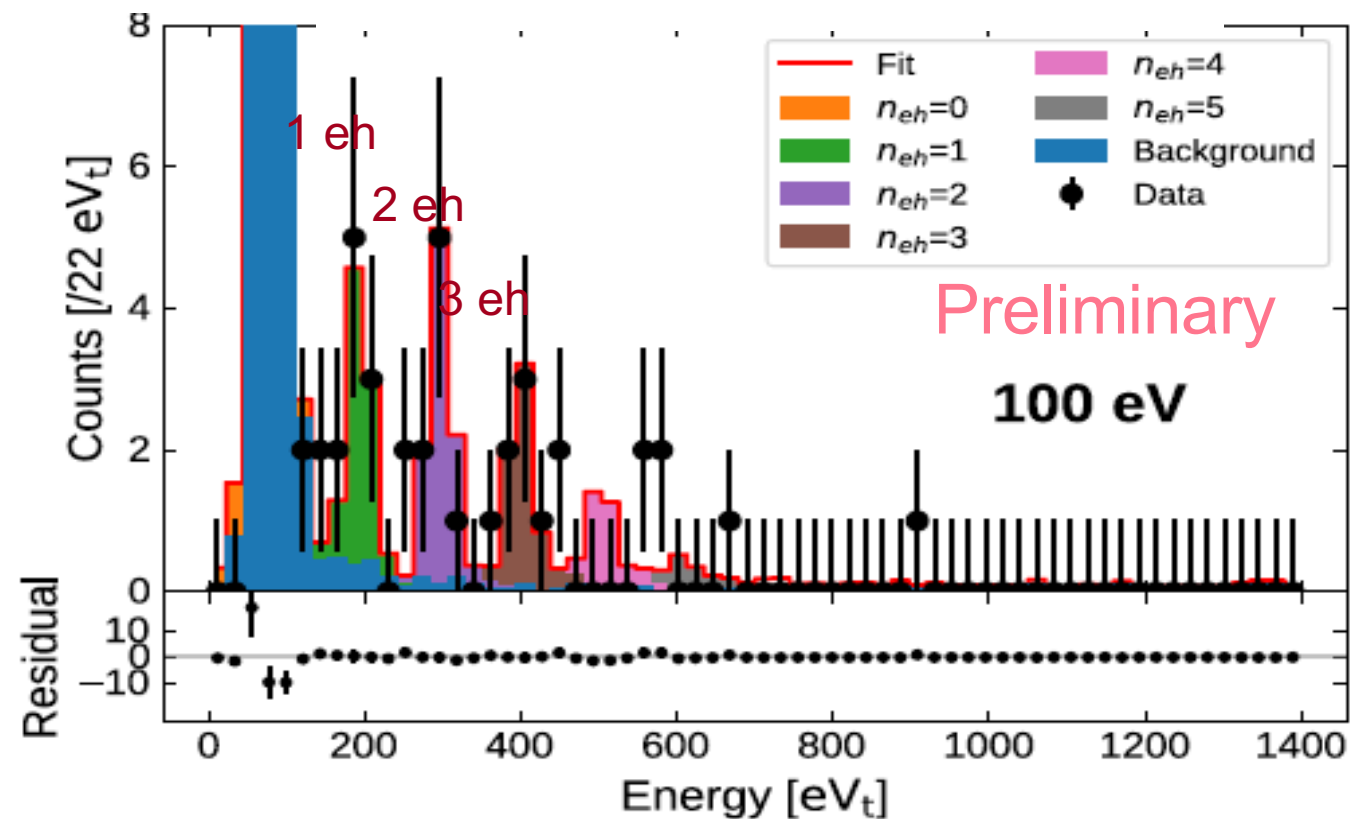 8
6
4
2
0
Counts [/22 eVₜ]
1 eh
2 eh
3 eh
Fit
nₑₕ=0
nₑₕ=1
nₑₕ=2
nₑₕ=3
nₑₕ=4
nₑₕ=5
Background
Data
Preliminary
100 eV
10
0
−10
Residual
0 200 400 600 800 1000 1200 1400
Energy [eVₜ]